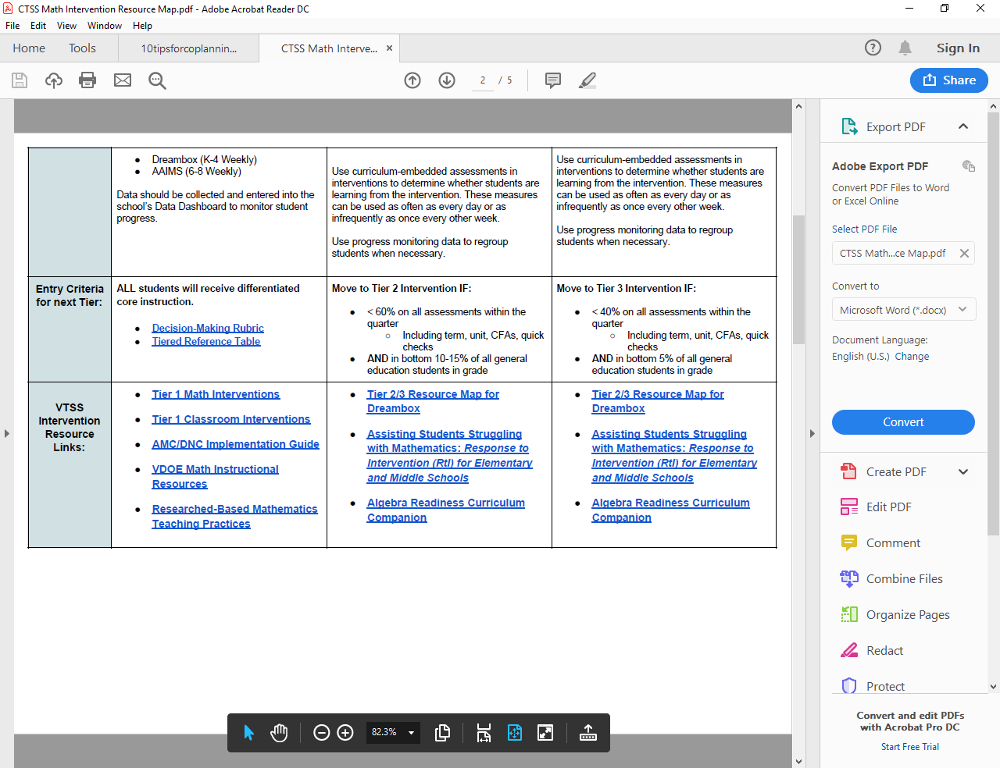 CTSS Math Intervention Resource Map.pdf - Adobe Acrobat Reader DC
File Edit View Window Help
Home Tools 10tipsforcoplannin... CTSS Math Interve... Sign In
2 / 5
Share
Dreambox (K-4 Weekly)
AAIMS (6-8 Weekly)
Data should be collected and entered into the
school's Data Dashboard to monitor student
progress.
Use curriculum-embedded assessments in
interventions to determine whether students are
learning from the intervention. These measures
can be used as often as every day or as
infrequently as once every other week.
Use progress monitoring data to regroup
students when necessary.
Use curriculum-embedded assessments in
interventions to determine whether students are
learning from the intervention. These measures
can be used as often as every day or as
infrequently as once every other week.
Use progress monitoring data to regroup
students when necessary.
Entry Criteria
for next Tier:
ALL students will receive differentiated
core instruction.
Decision-Making Rubric
Tiered Reference Table
Move to Tier 2 Intervention IF:
< 60% on all assessments within the
quarter
Including term, unit, CFAs, quick
checks
AND in bottom 10-15% of all general
education students in grade
Move to Tier 3 Intervention IF:
< 40% on all assessments within the
quarter
Including term, unit, CFAs, quick
checks
AND in bottom 5% of all general
education students in grade
VTSS
Intervention
Resource
Links:
Tier 1 Math Interventions
Tier 1 Classroom Interventions
AMC/DNC Implementation Guide
VDOE Math Instructional
Resources
Researched-Based Mathematics
Teaching Practices
Tier 2/3 Resource Map for
Dreambox
Assisting Students Struggling
with Mathematics: Response to
Intervention (RtI) for Elementary
and Middle Schools
Algebra Readiness Curriculum
Companion
Tier 2/3 Resource Map for
Dreambox
Assisting Students Struggling
with Mathematics: Response to
Intervention (RtI) for Elementary
and Middle Schools
Algebra Readiness Curriculum
Companion
82.3%
Export PDF
Adobe Export PDF
Convert PDF Files to Word
or Excel Online
Select PDF File
CTSS Math...ce Map.pdf
Convert to
Microsoft Word (*.docx)
Document Language:
English (U.S.) Change
Convert
Create PDF
Edit PDF
Comment
Combine Files
Organize Pages
Redact
Protect
Convert and edit PDFs
with Acrobat Pro DC
Start Free Trial